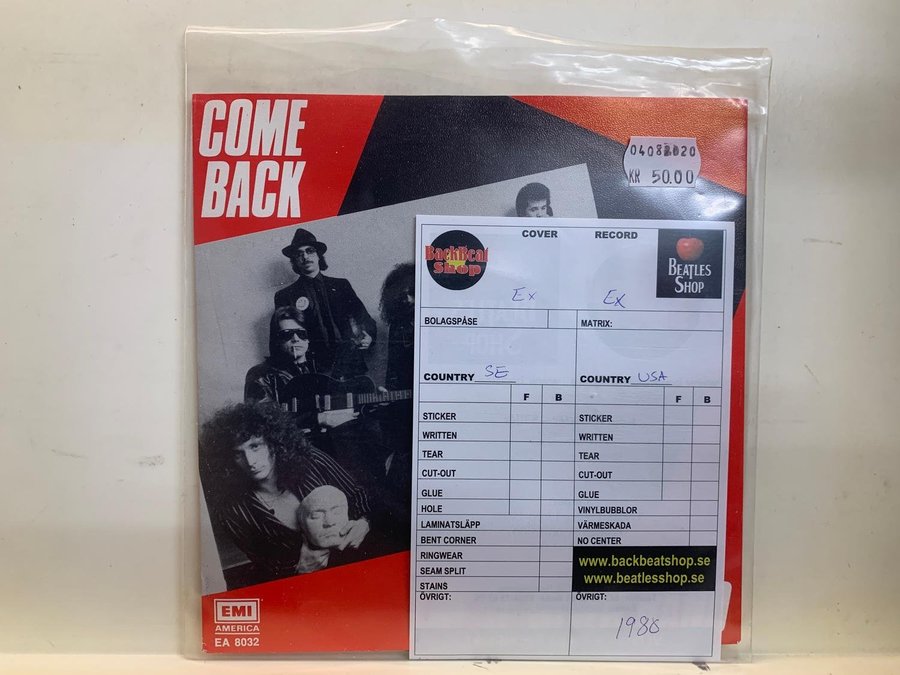 COME
BACK
04082020
KR 50.00
COVER
RECORD
BackBeat
Shop
BEATLES
SHOP
Ex
Ex
BOLAGSPÅSE
MATRIX:
COUNTRY SE
COUNTRY USA
F B
F B
STICKER
STICKER
WRITTEN
WRITTEN
TEAR
TEAR
CUT-OUT
CUT-OUT
GLUE
GLUE
HOLE
VINYLBUBBLOR
LAMINATSLÄPP
VÄRMESKADA
BENT CORNER
NO CENTER
RINGWEAR
SEAM SPLIT
STAINS
www.backbeatshop.se
www.beatlesshop.se
ÖVRIGT:
ÖVRIGT:
1980
EMI
AMERICA
EA 8032